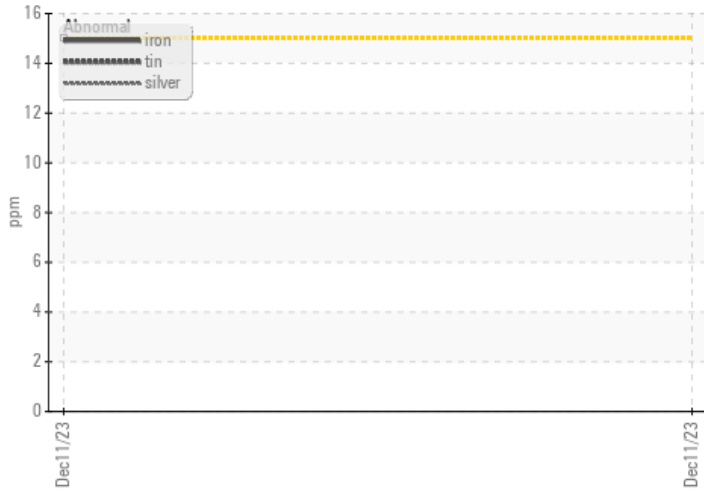 16
Abnormal
iron
14
tin
silver
12
10
ppm
8
6
4
2
0
Dec11/23
Dec11/23